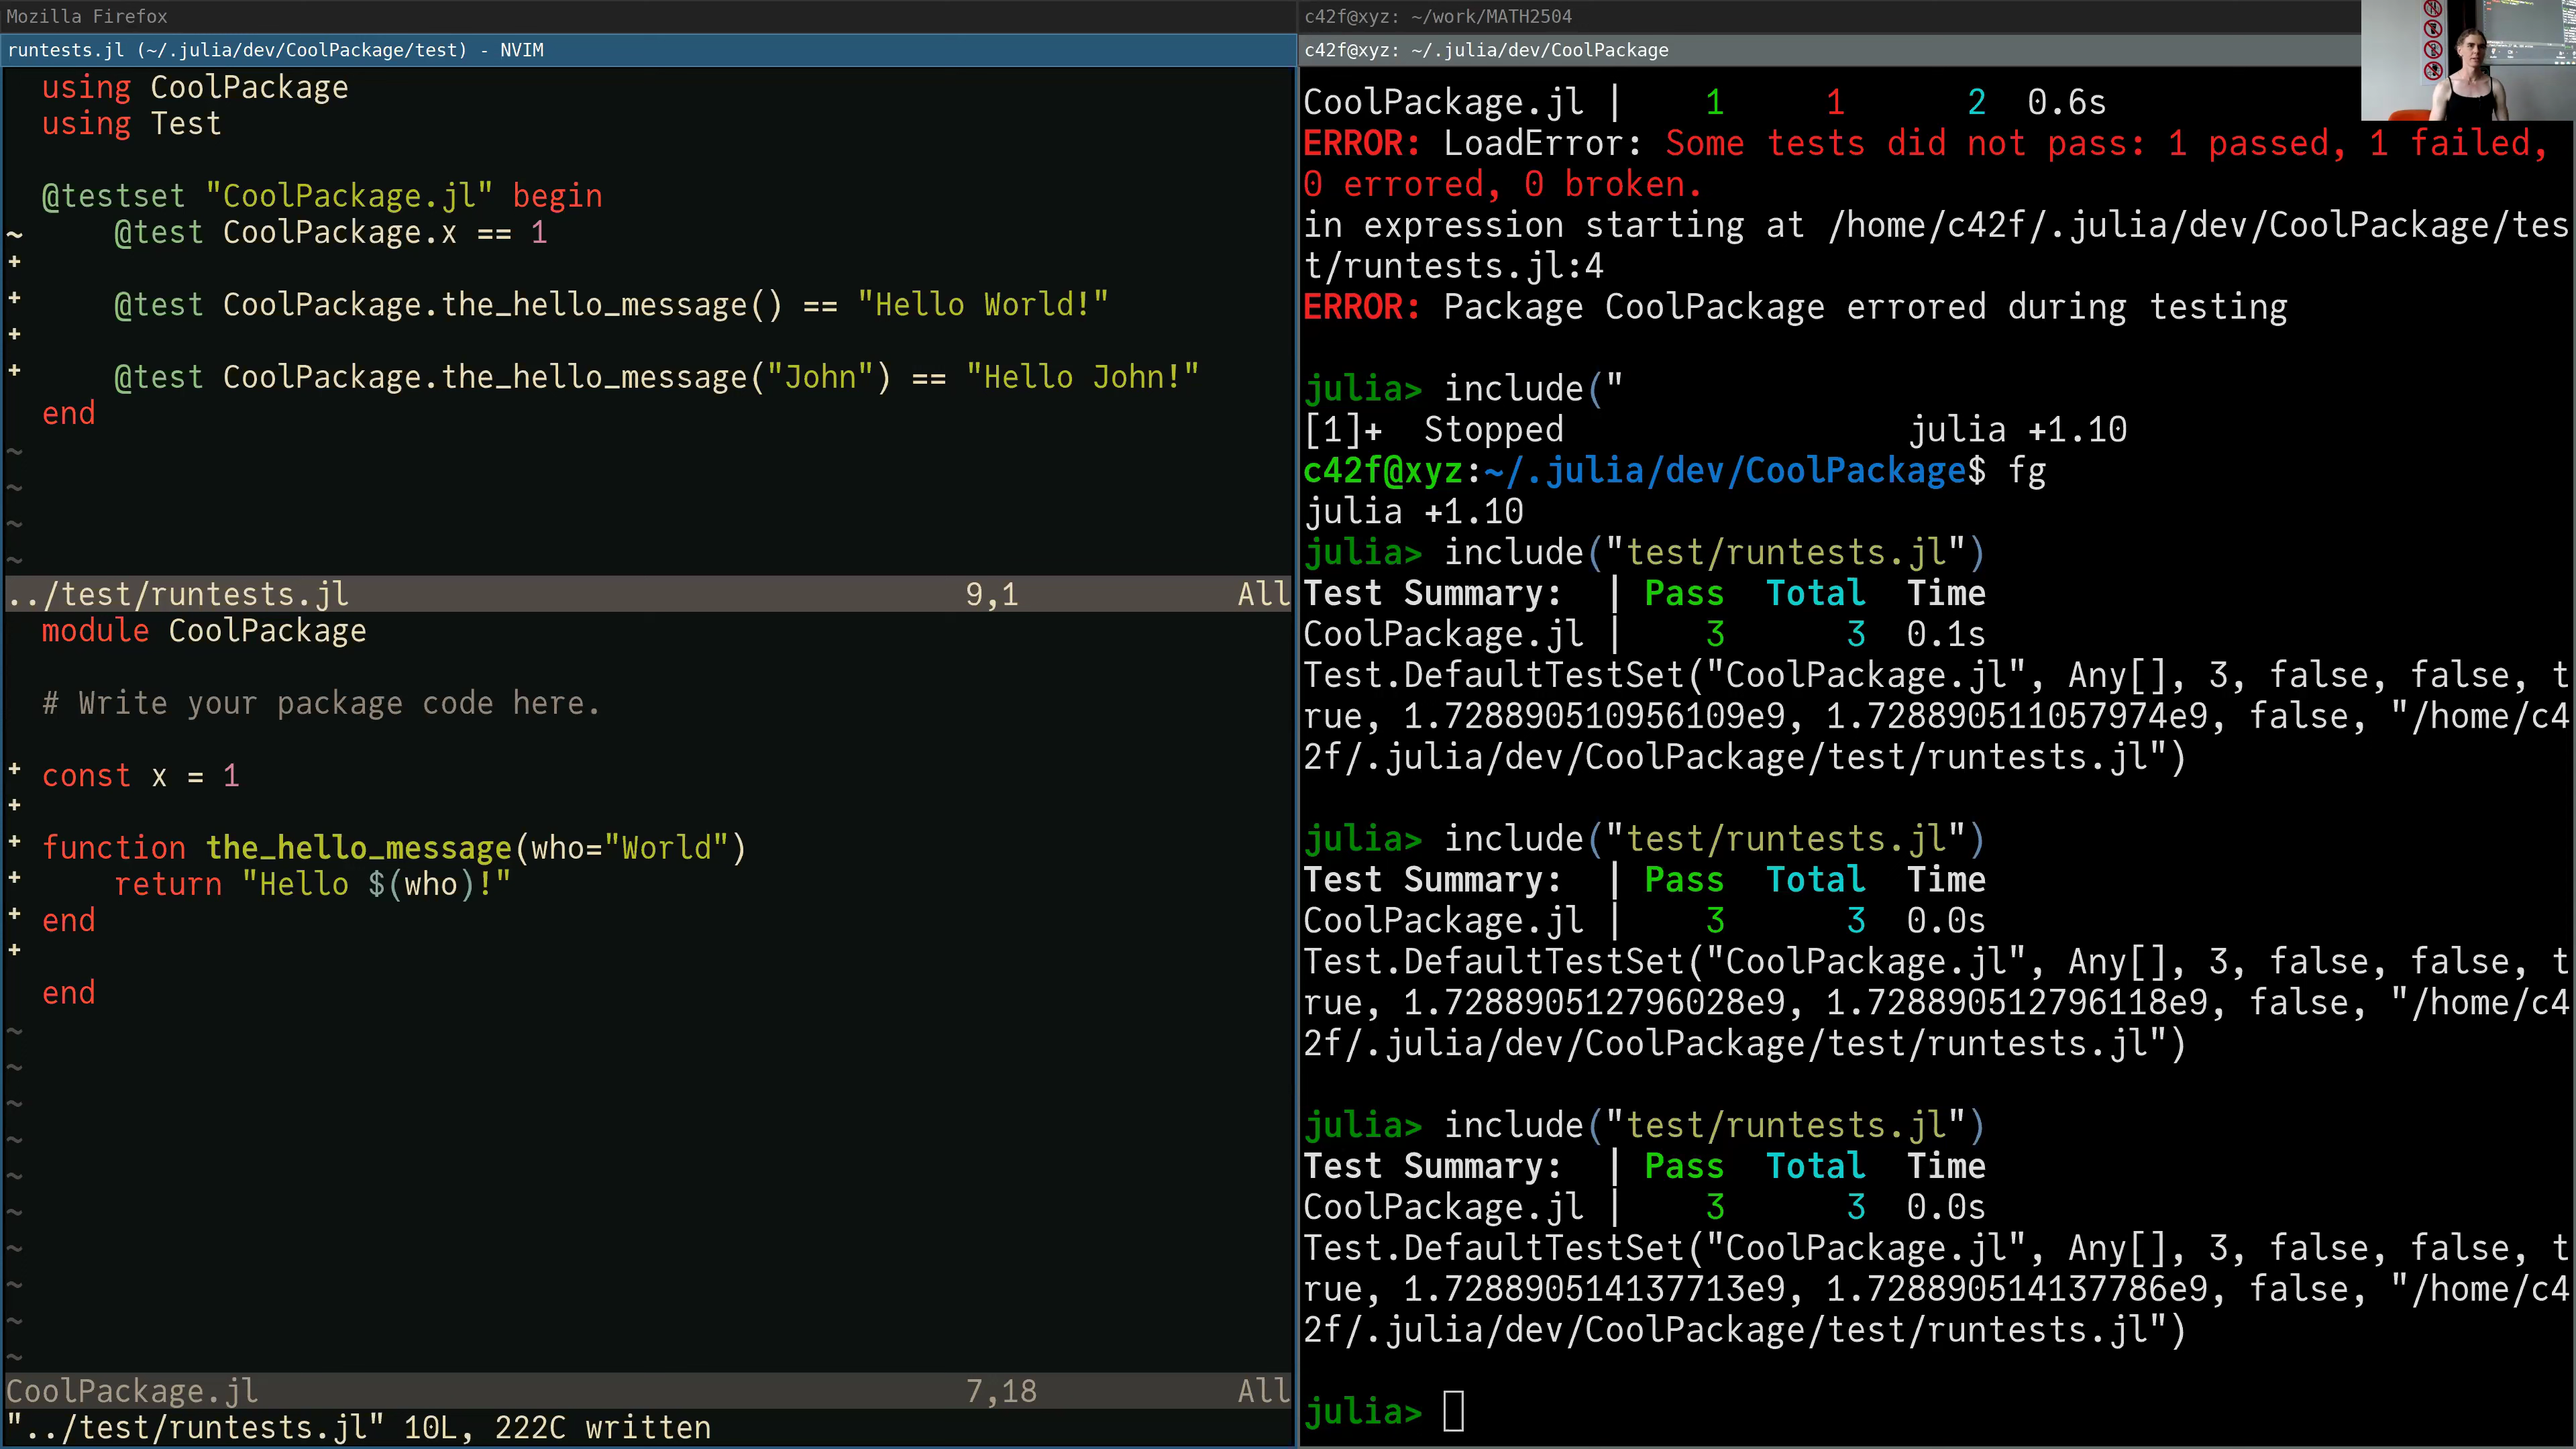 Mozilla Firefox
runtests.jl (~/.julia/dev/CoolPackage/test) - NVIM
using CoolPackage
using Test
@testset "CoolPackage.jl" begin
~ @test CoolPackage.x == 1
+
+ @test CoolPackage.the_hello_message() == "Hello World!"
+
+ @test CoolPackage.the_hello_message("John") == "Hello John!"
end
~
~
~
~
../test/runtests.jl 9,1 All
module CoolPackage
# Write your package code here.
+ const x = 1
+
+ function the_hello_message(who="World")
+ return "Hello $(who)!"
+ end
+
end
~
~
~
~
~
~
~
~
~
~
CoolPackage.jl 7,18 All
"../test/runtests.jl" 10L, 222C written
c42f@xyz: ~/work/MATH2504
c42f@xyz: ~/.julia/dev/CoolPackage
CoolPackage.jl | 1 1 2 0.6s
ERROR: LoadError: Some tests did not pass: 1 passed, 1 failed,
0 errored, 0 broken.
in expression starting at /home/c42f/.julia/dev/CoolPackage/tes
t/runtests.jl:4
ERROR: Package CoolPackage errored during testing
julia> include("
[1]+ Stopped julia +1.10
c42f@xyz:~/.julia/dev/CoolPackage$ fg
julia +1.10
julia> include("test/runtests.jl")
Test Summary: | Pass Total Time
CoolPackage.jl | 3 3 0.1s
Test.DefaultTestSet("CoolPackage.jl", Any[], 3, false, false, t
rue, 1.728890510956109e9, 1.728890511057974e9, false, "/home/c4
2f/.julia/dev/CoolPackage/test/runtests.jl")
julia> include("test/runtests.jl")
Test Summary: | Pass Total Time
CoolPackage.jl | 3 3 0.0s
Test.DefaultTestSet("CoolPackage.jl", Any[], 3, false, false, t
rue, 1.728890512796028e9, 1.728890512796118e9, false, "/home/c4
2f/.julia/dev/CoolPackage/test/runtests.jl")
julia> include("test/runtests.jl")
Test Summary: | Pass Total Time
CoolPackage.jl | 3 3 0.0s
Test.DefaultTestSet("CoolPackage.jl", Any[], 3, false, false, t
rue, 1.728890514137713e9, 1.728890514137786e9, false, "/home/c4
2f/.julia/dev/CoolPackage/test/runtests.jl")
julia>